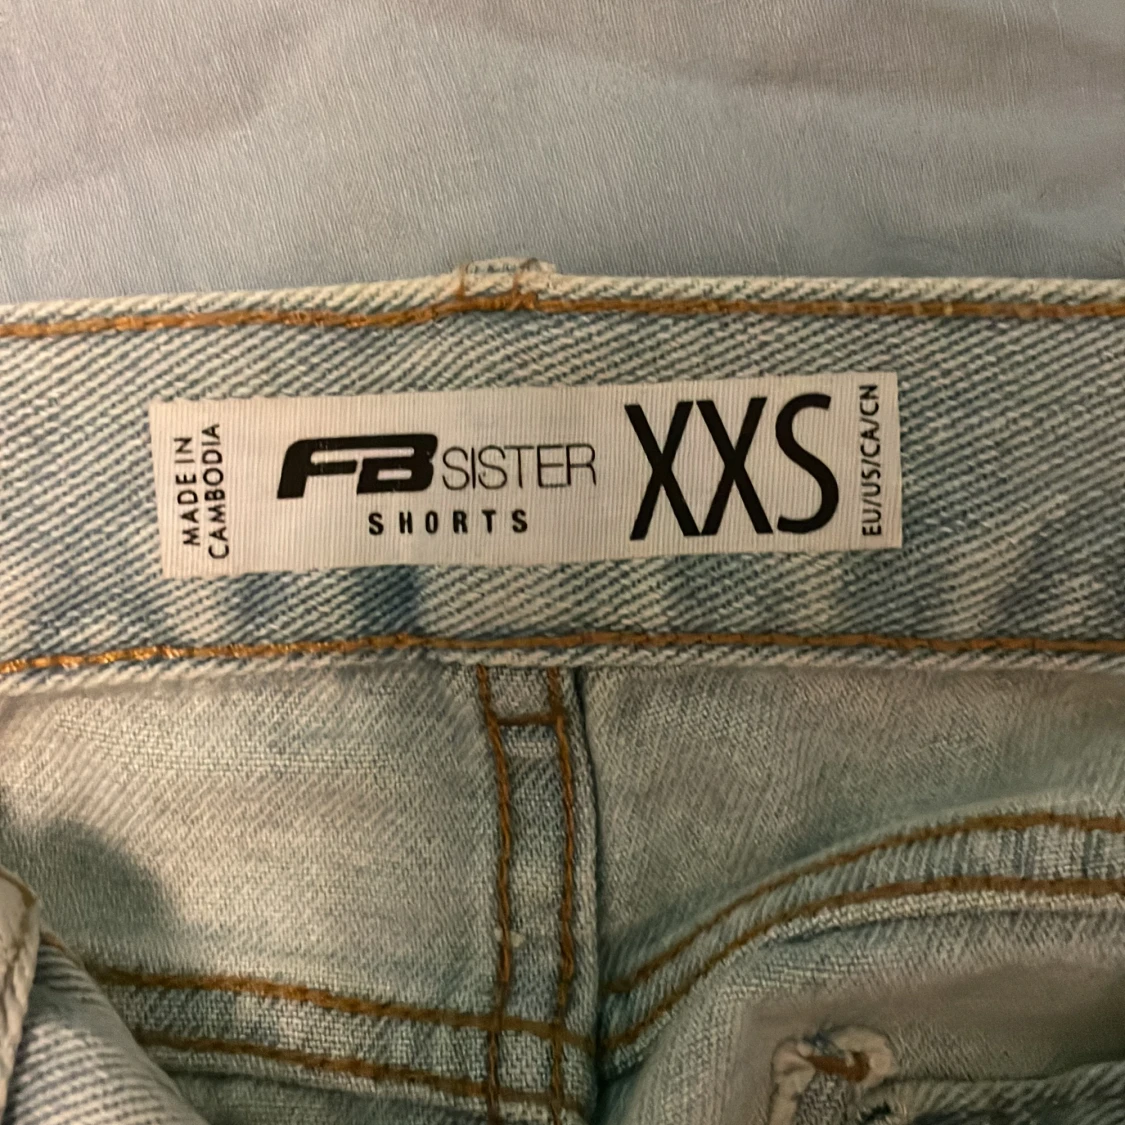 MADE IN
CAMBODIA
FB SISTER
SHORTS
XXS
EU/US/CA/CN